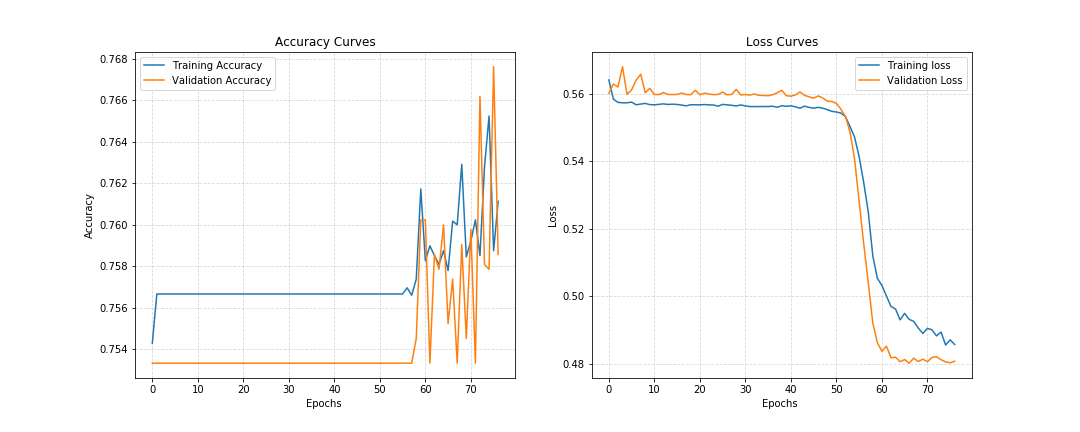 Accuracy Curves
Training Accuracy
Validation Accuracy
0.768
0.766
0.764
0.762
0.760
0.758
0.756
0.754
Accuracy
0 10 20 30 40 50 60 70
Epochs
Loss Curves
Training loss
Validation Loss
0.56
0.54
0.52
0.50
0.48
Loss
0 10 20 30 40 50 60 70
Epochs